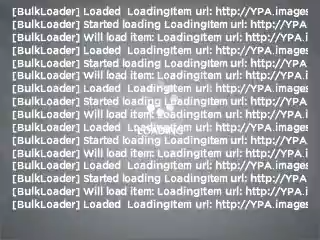 [BulkLoader] Loaded  LoadingItem url: http://YPA.images
[BulkLoader] Started loading LoadingItem url: http://YPA
[BulkLoader] Will load item: LoadingItem url: http://YPA.i
[BulkLoader] Loaded  LoadingItem url: http://YPA.images
[BulkLoader] Started loading LoadingItem url: http://YPA
[BulkLoader] Will load item: LoadingItem url: http://YPA.i
[BulkLoader] Loaded  LoadingItem url: http://YPA.images
[BulkLoader] Started loading LoadingItem url: http://YPA
[BulkLoader] Will load item: LoadingItem url: http://YPA.i
[BulkLoader] Loaded  LoadingItem url: http://YPA.images
LOADING
[BulkLoader] Started loading LoadingItem url: http://YPA
[BulkLoader] Will load item: LoadingItem url: http://YPA.i
[BulkLoader] Loaded  LoadingItem url: http://YPA.images
[BulkLoader] Started loading LoadingItem url: http://YPA
[BulkLoader] Will load item: LoadingItem url: http://YPA.i
[BulkLoader] Loaded  LoadingItem url: http://YPA.images